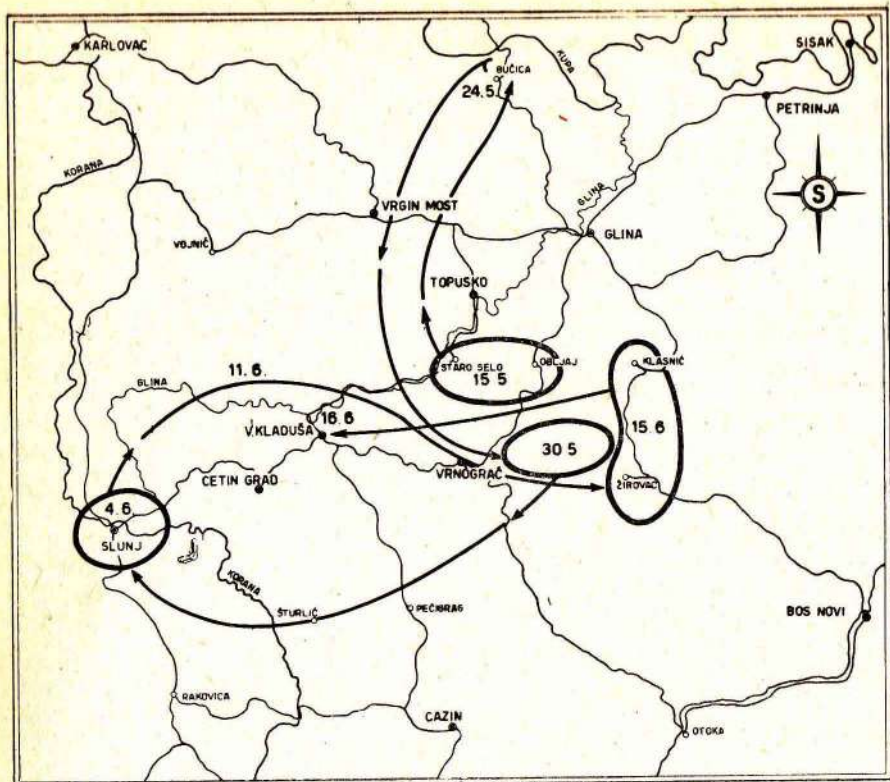 KARLOVAC
SISAK
BUČICA
KUPA
24.5.
PETRINJA
KORANA
S
GLINA
VRGIN MOST
GLINA
VOJNIĆ
TOPUSKO
STARO SELO
OBLJAJ
KLASNIĆ
15 5
11.6.
GLINA
16.6
V.KLADUŠA
15.6
30 5
VRNOGRAČ
CETIN GRAD
ŽIROVAC
4.6.
SLUNJ
KORANA
ŠTURLIĆ
PEĆIGRAG
BOS NOVI
RAKOVICA
CAZIN
OTOKA